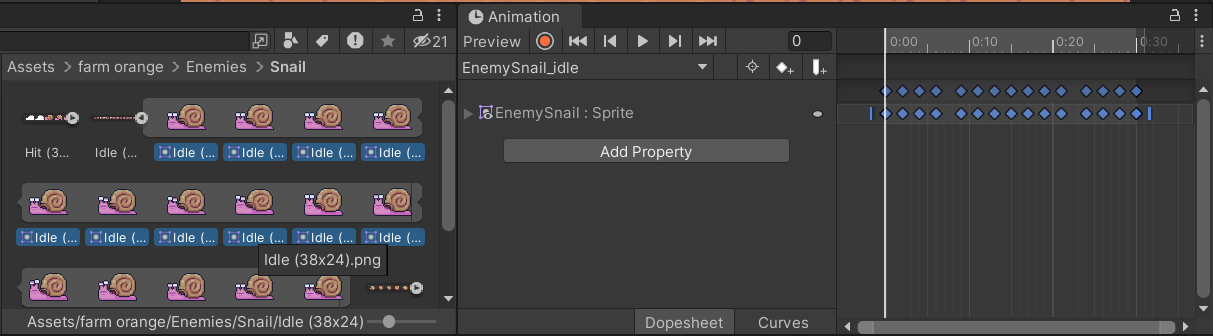 Animation
21
Preview
0
0:00
0:10
0:20
0:30
Assets > farm orange > Enemies > Snail
EnemySnail_idle
EnemySnail : Sprite
Add Property
Hit (3...
Idle (...
Idle (...
Idle (...
Idle (...
Idle (...
Idle (...
Idle (...
Idle (...
Idle (...
Idle (...
Idle (...
Idle (38x24).png
Assets/farm orange/Enemies/Snail/Idle (38x24)
Dopesheet
Curves